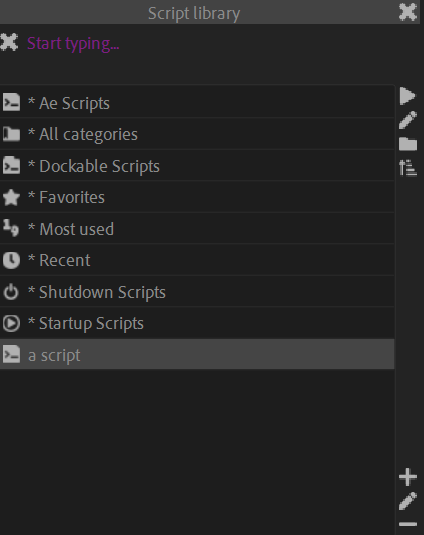 Script library
Start typing...
* Ae Scripts
* All categories
* Dockable Scripts
* Favorites
* Most used
* Recent
* Shutdown Scripts
* Startup Scripts
a script